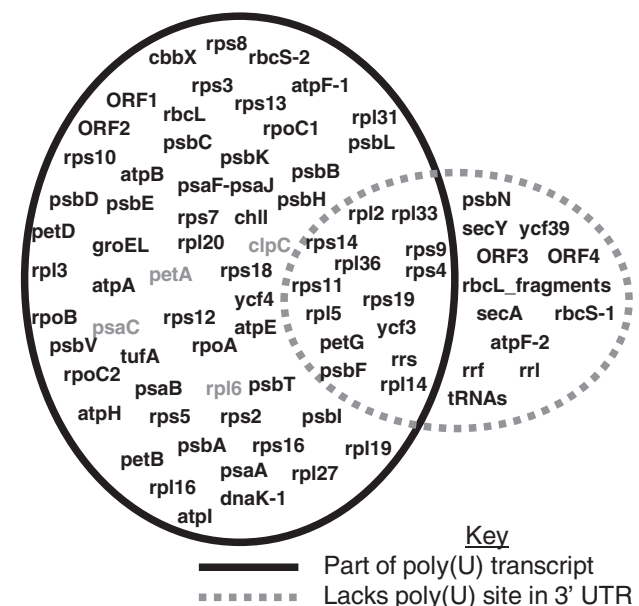 rps8
cbbX rbcS-2
rps3 atpF-1
ORF1 rps13
rbcL rpl31
ORF2 rpoC1
psbC psbL
rps10 psbK
atpB psbB
psaF-psaJ
psbD psbE psbH psbN
rps7 chlI rpl2 rpl33
petD secY ycf39
groEL rpl20 clpC rps14 rps9 ORF3 ORF4
rpl3 petA rps18 rpl36 rps4
atpA rps11 rbcL_fragments
ycf4 rps19
rpoB rps12 rpl5 secA rbcS-1
psaC atpE ycf3
psbV rpoA petG atpF-2
tufA rrs
rpoC2 psbF rrf rrl
psaB rpl6 psbT rpl14
tRNAs
atpH rps5 rps2 psbI
psbA rps16 rpl19
petB psaA rpl27
rpl16 dnaK-1
atpI
Key
Part of poly(U) transcript
Lacks poly(U) site in 3' UTR